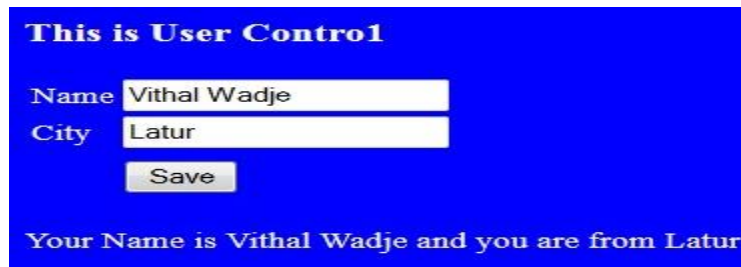 This is User Contro1
Name Vithal Wadje
City Latur
Save
Your Name is Vithal Wadje and you are from Latur